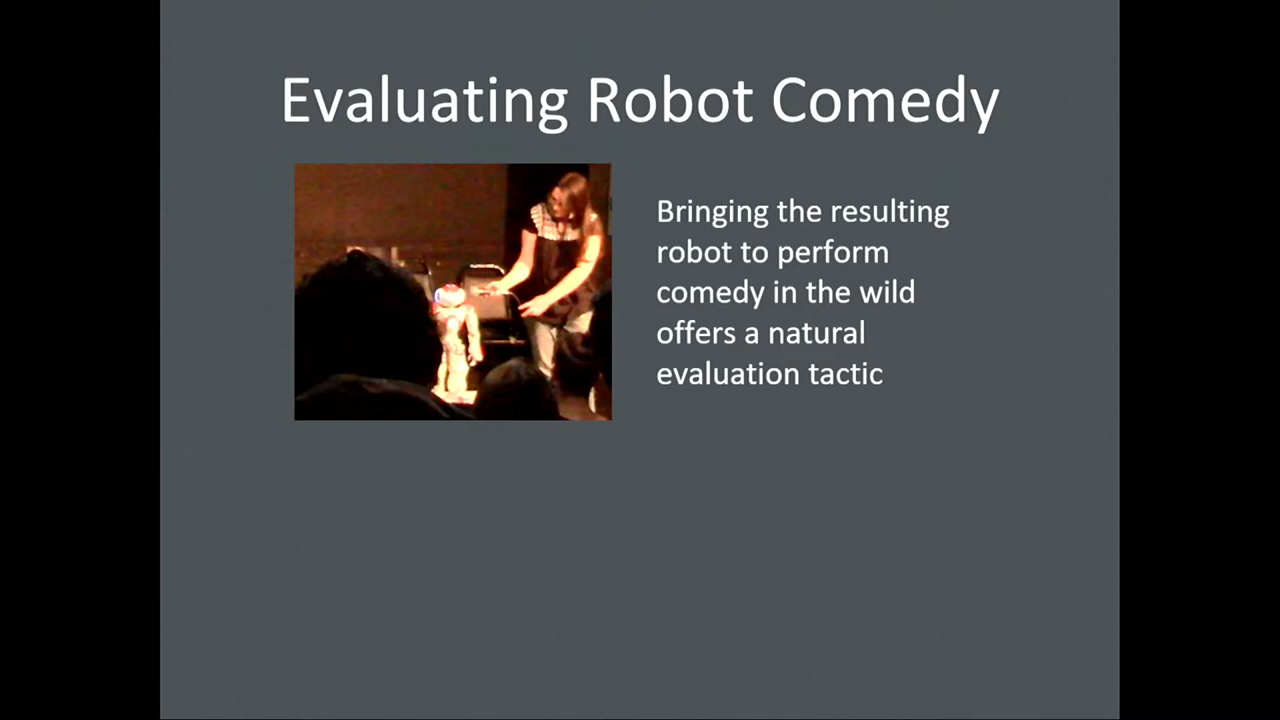 Evaluating Robot Comedy
Bringing the resulting
robot to perform
comedy in the wild
offers a natural
evaluation tactic